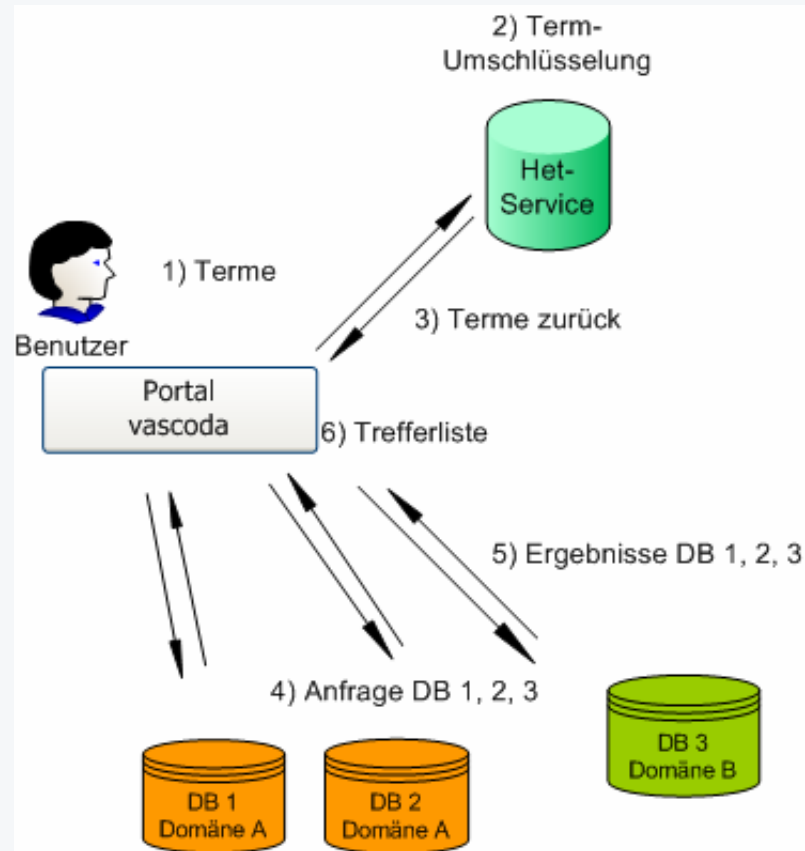 2) Term-
Umschlüsselung
Het-
Service
1) Terme
3) Terme zurück
Benutzer
Portal
vascoda
6) Trefferliste
5) Ergebnisse DB 1, 2, 3
4) Anfrage DB 1, 2, 3
DB 1
Domäne A
DB 2
Domäne A
DB 3
Domäne B